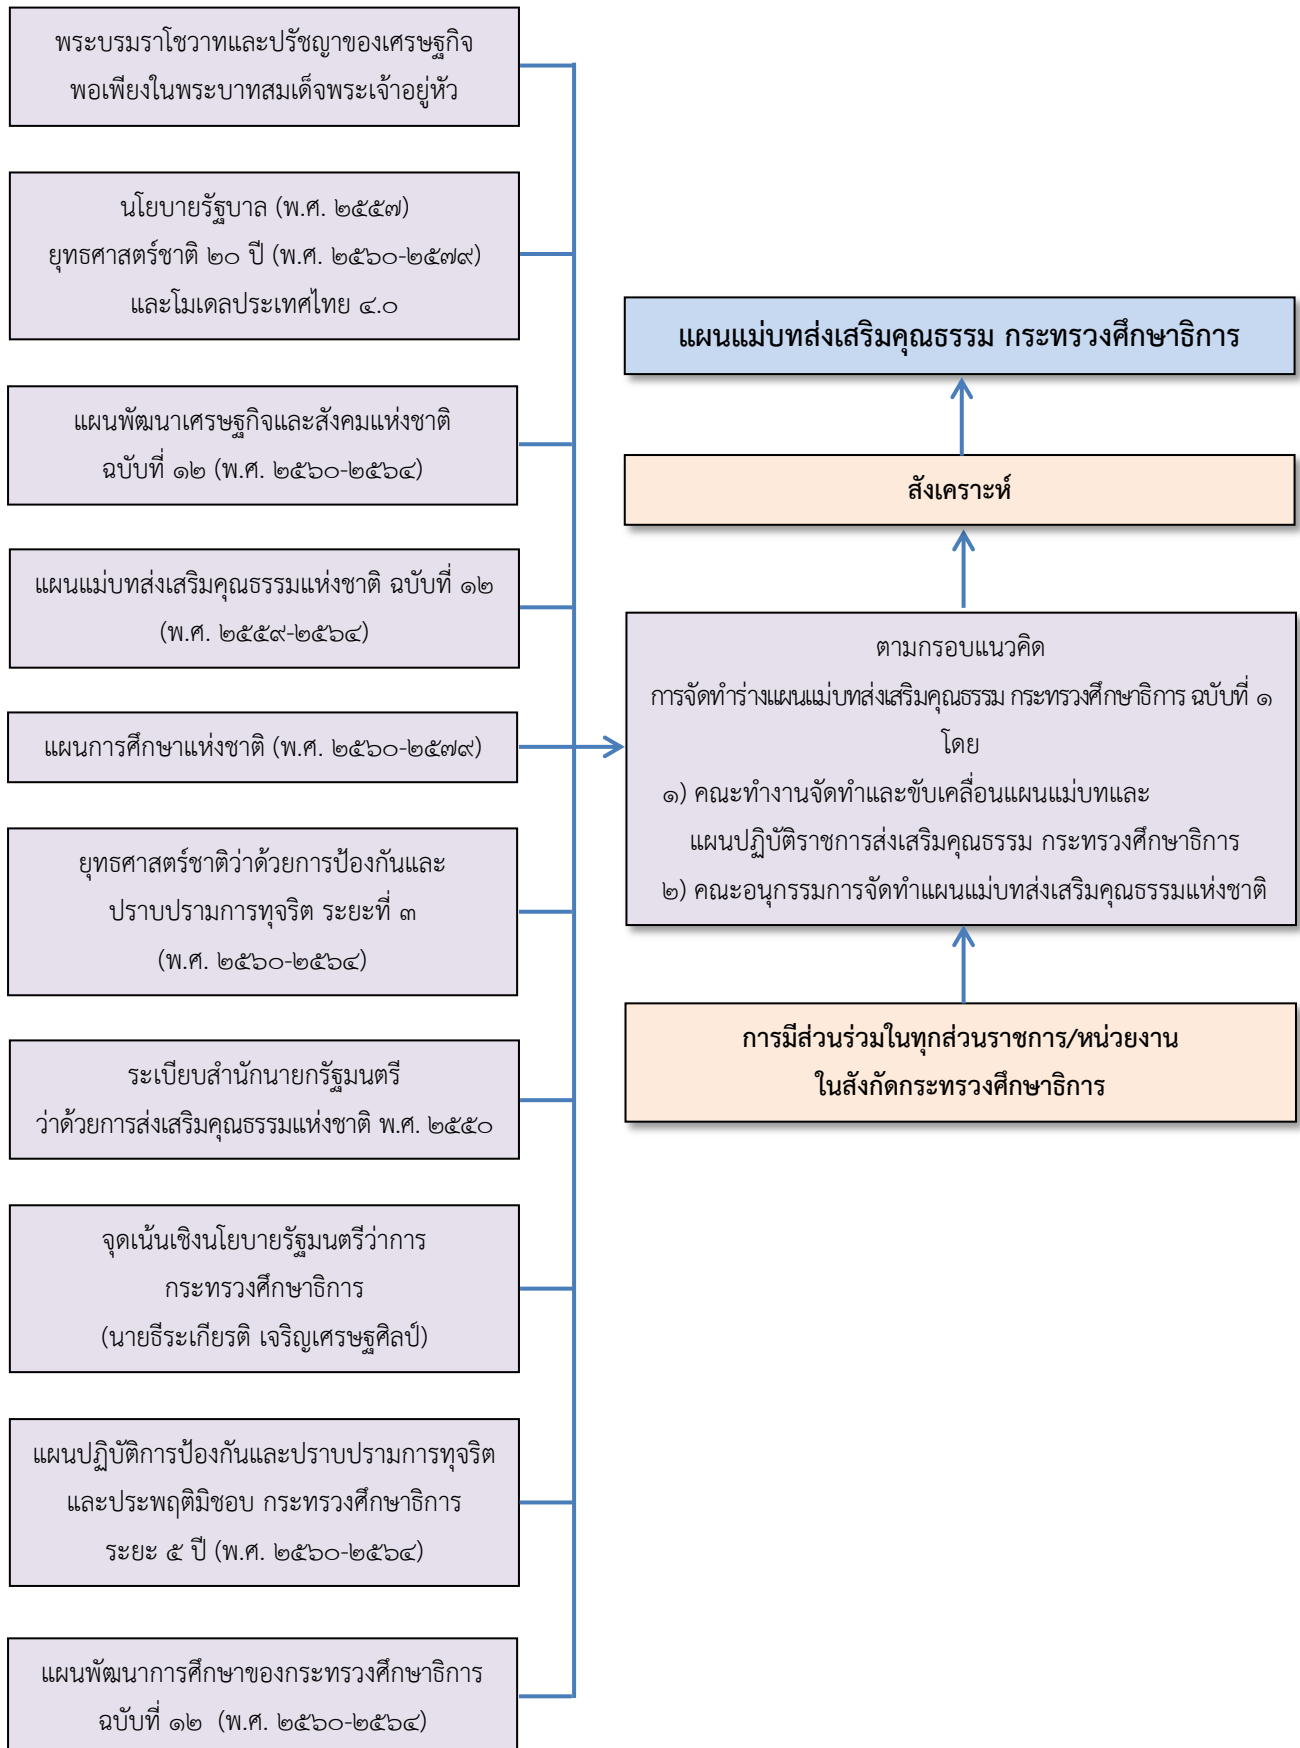 พระบรมราโชวาทและปรัชญาของเศรษฐกิจ
พอเพียงในพระบาทสมเด็จพระเจ้าอยู่หัว
นโยบายรัฐบาล (พ.ศ. ๒๕๕๗)
ยุทธศาสตร์ชาติ ๒๐ ปี (พ.ศ. ๒๕๖๐-๒๕๗๙)
และโมเดลประเทศไทย ๔.๐
แผนพัฒนาเศรษฐกิจและสังคมแห่งชาติ
ฉบับที่ ๑๒ (พ.ศ. ๒๕๖๐-๒๕๖๔)
แผนแม่บทส่งเสริมคุณธรรมแห่งชาติ ฉบับที่ ๑๒
(พ.ศ. ๒๕๕๙-๒๕๖๔)
แผนการศึกษาแห่งชาติ (พ.ศ. ๒๕๖๐-๒๕๗๙)
ยุทธศาสตร์ชาติว่าด้วยการป้องกันและ
ปราบปรามการทุจริต ระยะที่ ๓
(พ.ศ. ๒๕๖๐-๒๕๖๔)
ระเบียบสำนักนายกรัฐมนตรี
ว่าด้วยการส่งเสริมคุณธรรมแห่งชาติ พ.ศ. ๒๕๕๐
จุดเน้นเชิงนโยบายรัฐมนตรีว่าการ
กระทรวงศึกษาธิการ
(นายธีระเกียรติ เจริญเศรษฐศิลป์)
แผนปฏิบัติการป้องกันและปราบปรามการทุจริต
และประพฤติมิชอบ กระทรวงศึกษาธิการ
ระยะ ๕ ปี (พ.ศ. ๒๕๖๐-๒๕๖๔)
แผนพัฒนาการศึกษาของกระทรวงศึกษาธิการ
ฉบับที่ ๑๒ (พ.ศ. ๒๕๖๐-๒๕๖๔)
แผนแม่บทส่งเสริมคุณธรรม กระทรวงศึกษาธิการ
สังเคราะห์
ตามกรอบแนวคิด
การจัดทำร่างแผนแม่บทส่งเสริมคุณธรรม กระทรวงศึกษาธิการ ฉบับที่ ๑
โดย
๑) คณะทำงานจัดทำและขับเคลื่อนแผนแม่บทและ
แผนปฏิบัติราชการส่งเสริมคุณธรรม กระทรวงศึกษาธิการ
๒) คณะอนุกรรมการจัดทำแผนแม่บทส่งเสริมคุณธรรมแห่งชาติ
การมีส่วนร่วมในทุกส่วนราชการ/หน่วยงาน
ในสังกัดกระทรวงศึกษาธิการ